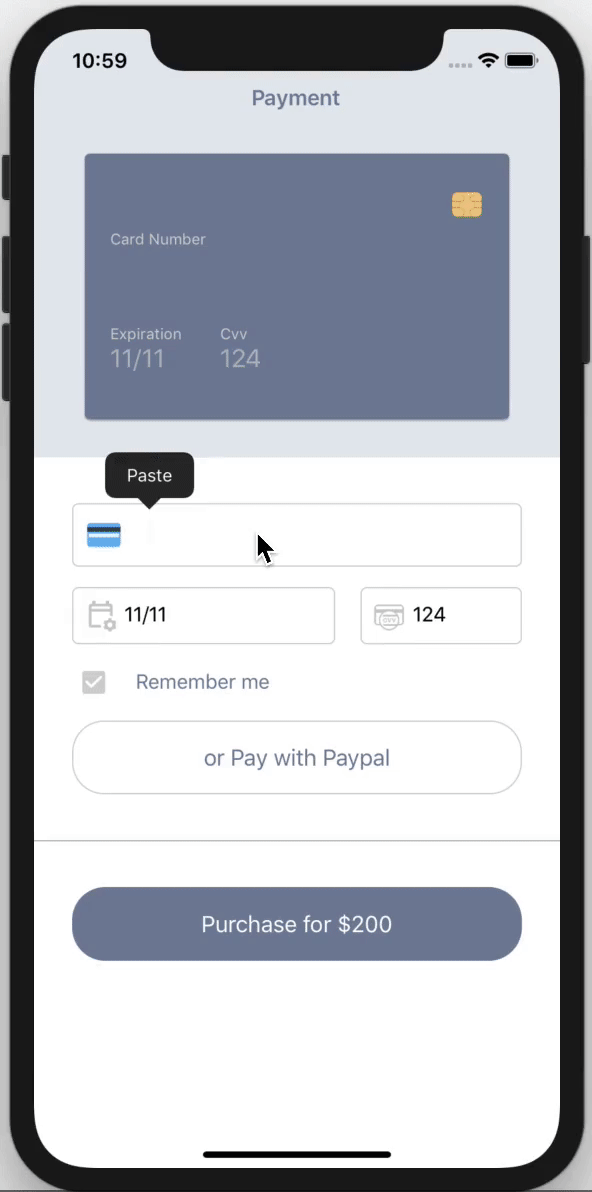 10:59
Payment
Card Number
Expiration Cvv
11/11 124
Paste
11/11 CVV 124
Remember me
or Pay with Paypal
Purchase for $200